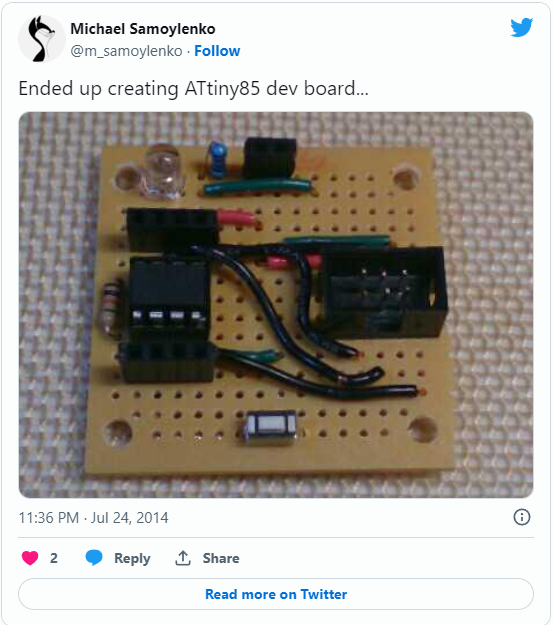 Michael Samoylenko
@m_samoylenko · Follow
Ended up creating ATtiny85 dev board...
11:36 PM · Jul 24, 2014
2 Reply Share
Read more on Twitter